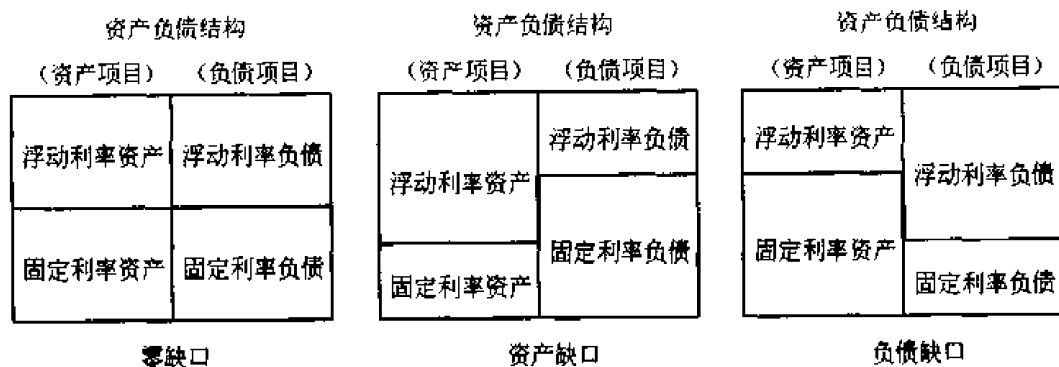 资产负债结构
（资产项目）（负债项目）
浮动利率资产
浮动利率负债
固定利率资产
固定利率负债
零缺口
资产负债结构
（资产项目）（负债项目）
浮动利率资产
浮动利率负债
固定利率资产
固定利率负债
资产缺口
资产负债结构
（资产项目）（负债项目）
浮动利率资产
浮动利率负债
固定利率资产
固定利率负债
负债缺口